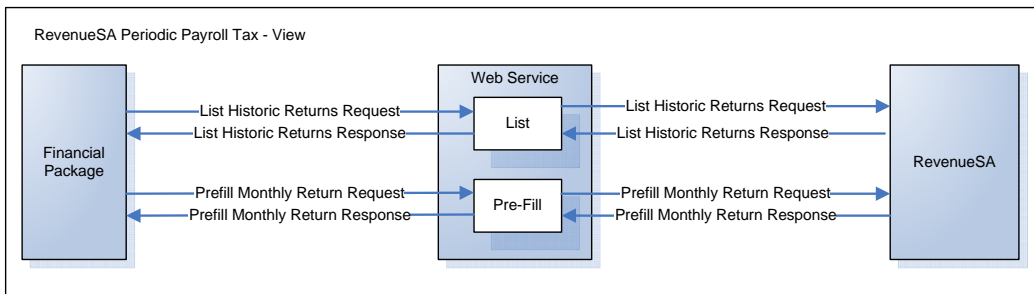 RevenueSA Periodic Payroll Tax - View
Web Service
List Historic Returns Request
List Historic Returns Request
List
List Historic Returns Response
List Historic Returns Response
Financial
Package
RevenueSA
Prefill Monthly Return Request
Prefill Monthly Return Request
Pre-Fill
Prefill Monthly Return Response
Prefill Monthly Return Response